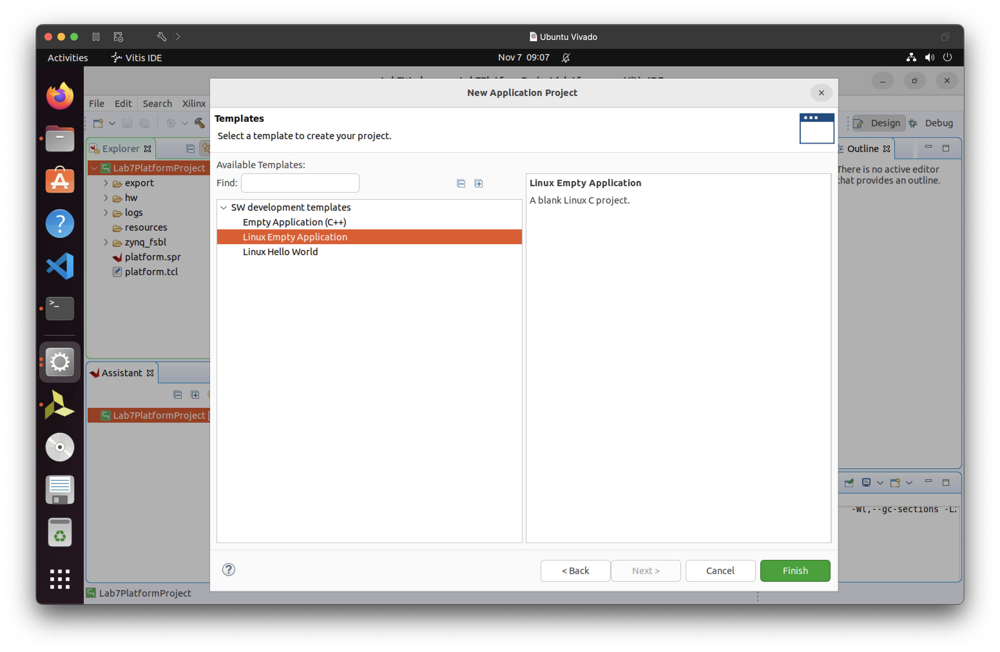 Ubuntu Vivado
Activities
Vitis IDE
Nov 7 09:07
New Application Project
File Edit Search Xilinx
Templates
Select a template to create your project.
Design
Debug
Explorer
Outline
Available Templates:
Find:
Lab7PlatformProject
export
hw
logs
resources
zynq_fsbl
platform.spr
platform.tcl
SW development templates
Empty Application (C++)
Linux Empty Application
Linux Hello World
Linux Empty Application
A blank Linux C project.
There is no active editor
that provides an outline.
Assistant
Lab7PlatformProject [
-Wl,--gc-sections
< Back
Next >
Cancel
Finish
Lab7PlatformProject